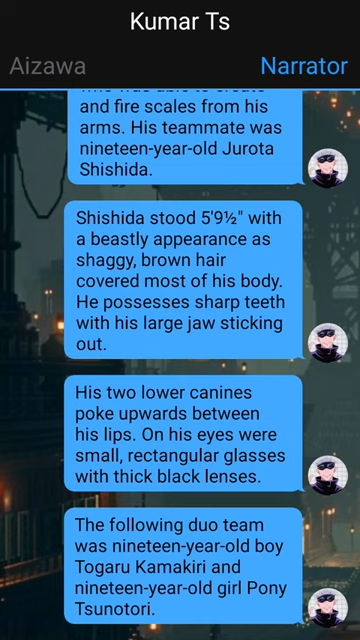 Kumar Ts
Aizawa
Narrator
and fire scales from his
arms. His teammate was
nineteen-year-old Jurota
Shishida.
Shishida stood 5'9½" with
a beastly appearance as
shaggy, brown hair
covered most of his body.
He possesses sharp teeth
with his large jaw sticking
out.
His two lower canines
poke upwards between
his lips. On his eyes were
small, rectangular glasses
with thick black lenses.
The following duo team
was nineteen-year-old boy
Togaru Kamakiri and
nineteen-year-old girl Pony
Tsunotori.